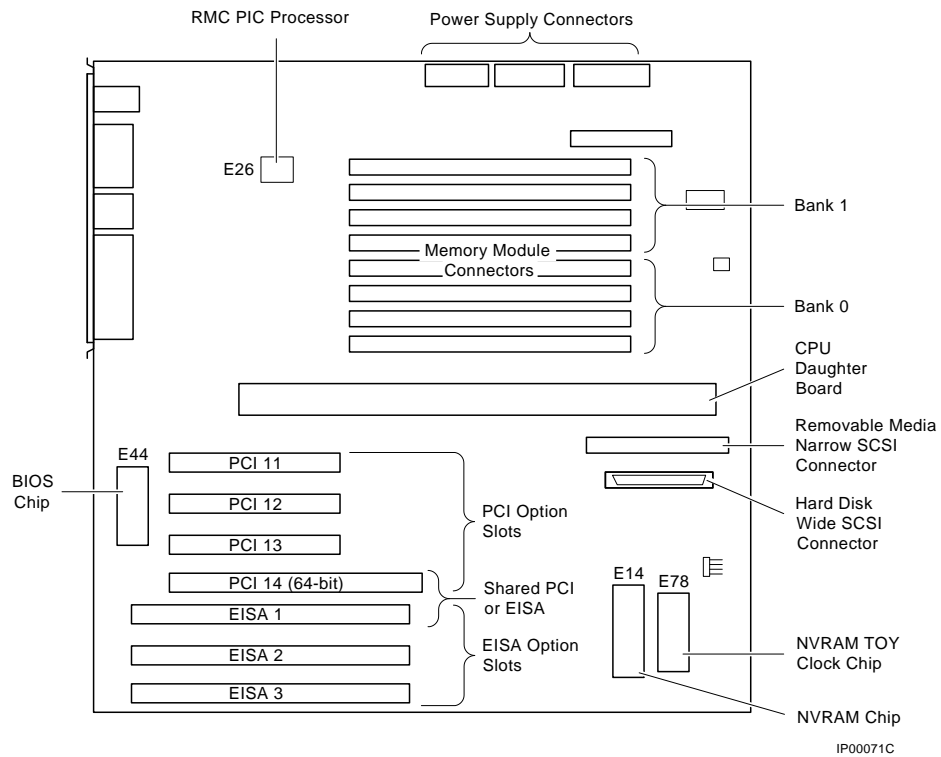 RMC PIC Processor
Power Supply Connectors
E26
Bank 1
Memory Module
Connectors
Bank 0
CPU
Daughter
Board
Removable Media
Narrow SCSI
Connector
Hard Disk
Wide SCSI
Connector
E44
BIOS
Chip
PCI 11
PCI 12
PCI 13
PCI 14 (64-bit)
EISA 1
EISA 2
EISA 3
PCI Option
Slots
Shared PCI
or EISA
EISA Option
Slots
E14
E78
NVRAM TOY
Clock Chip
NVRAM Chip
IP00071C